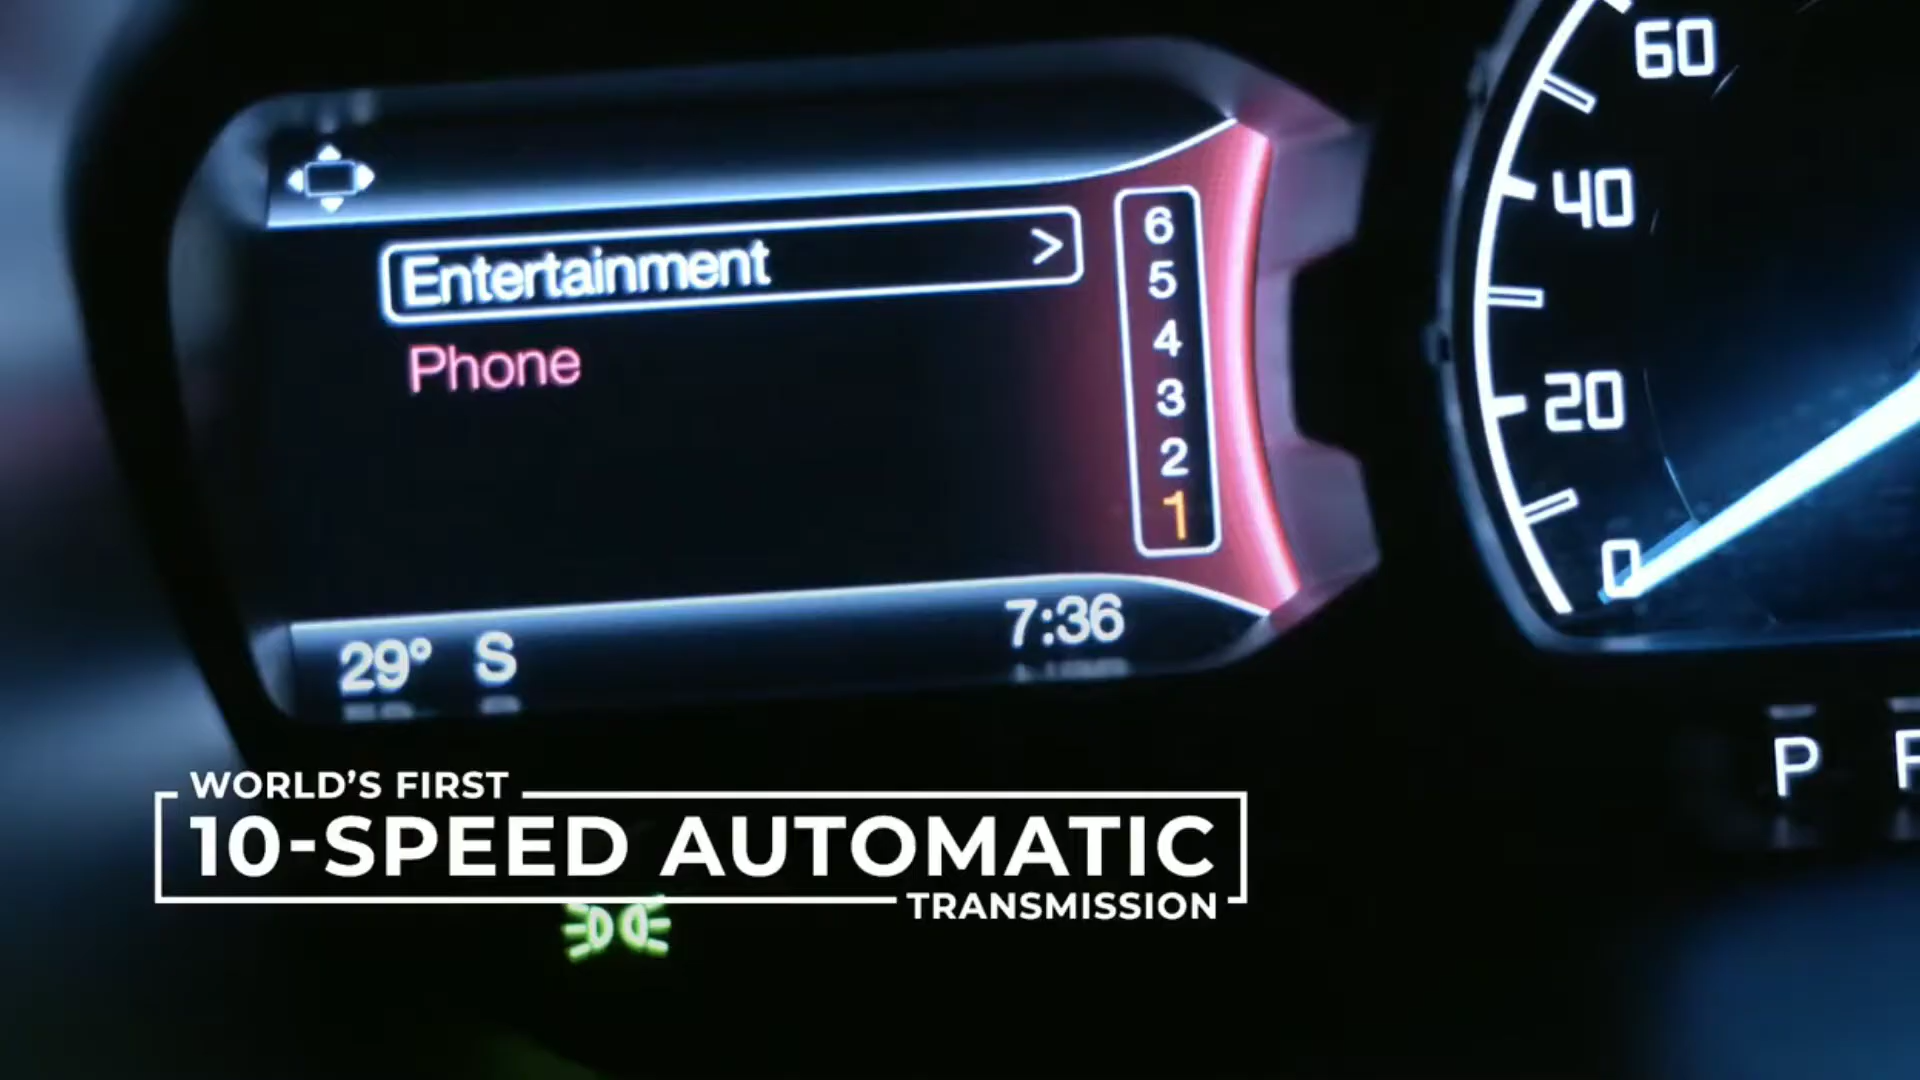 60
40
20
0
Entertainment >
Phone
6
5
4
3
2
1
29° S
7:36
P
WORLD'S FIRST
10-SPEED AUTOMATIC
TRANSMISSION